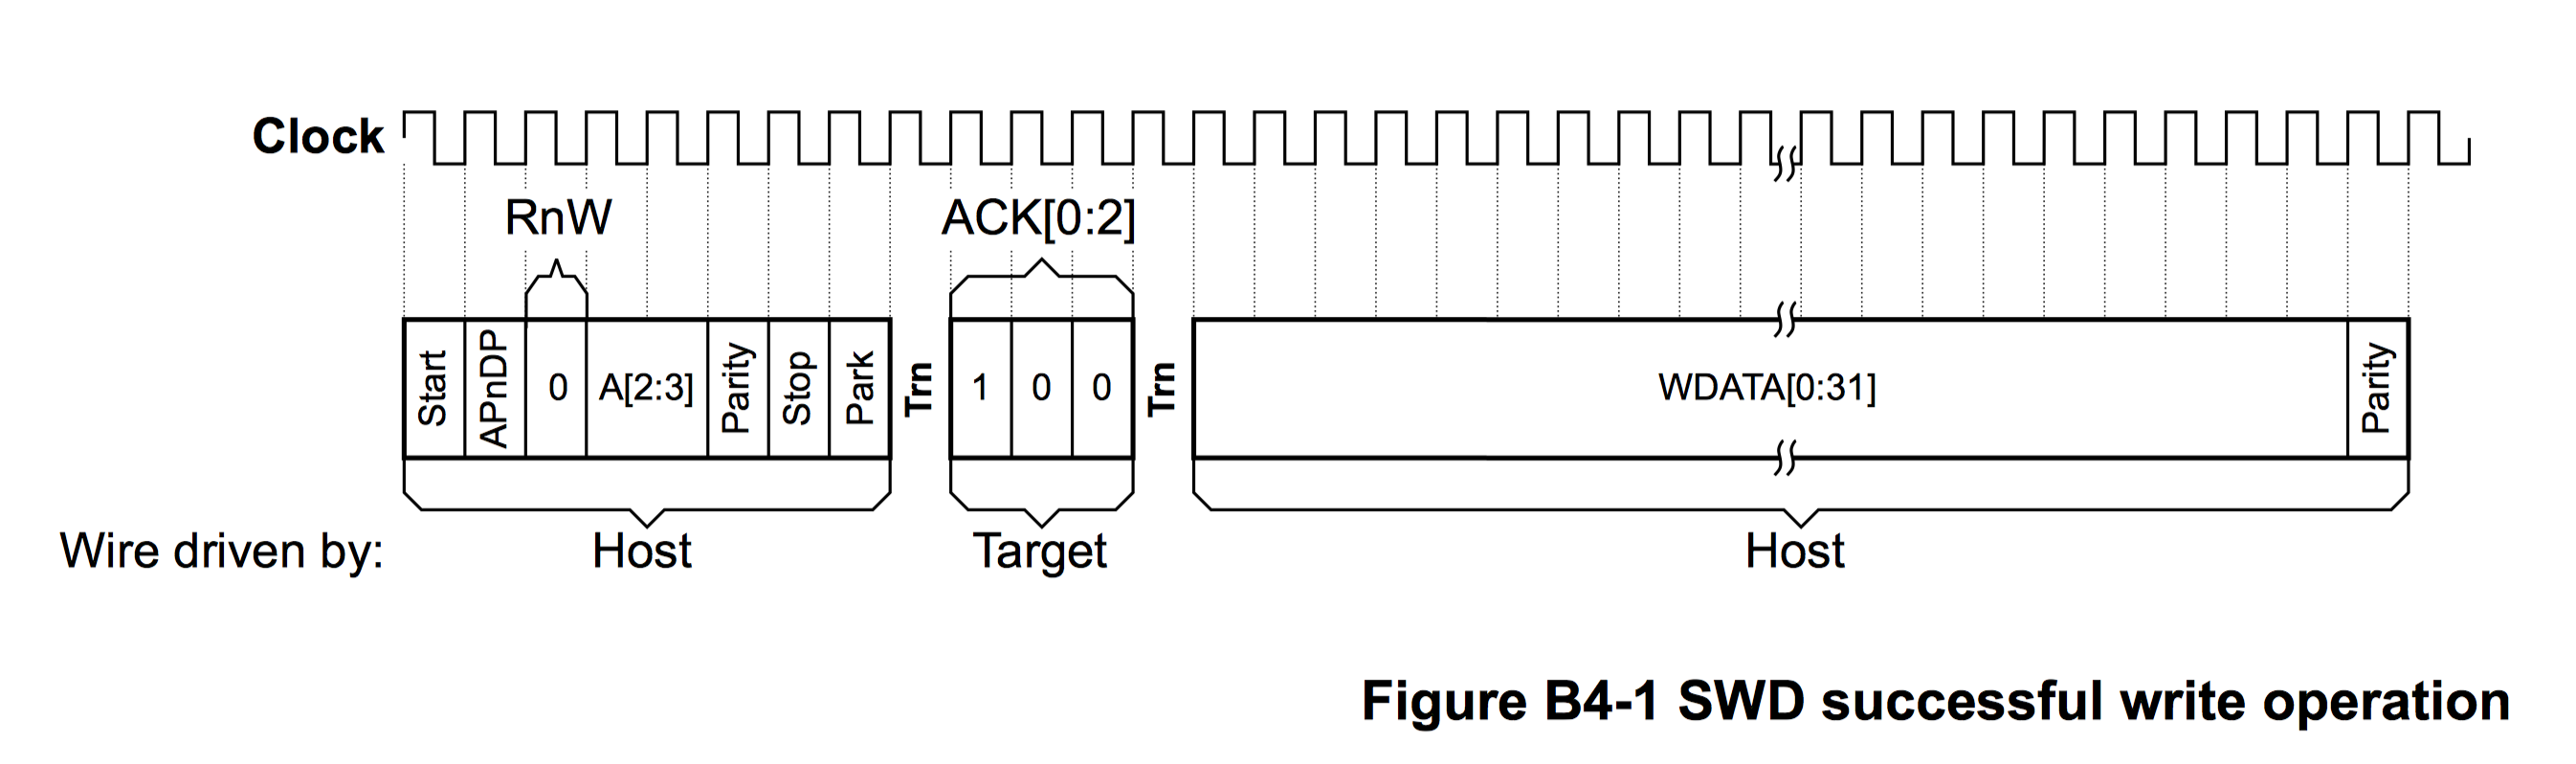 Clock
RnW ACK[0:2]
Start APnDP 0 A[2:3] Parity Stop Park Trn 1 0 0 Trn WDATA[0:31] Parity
Wire driven by: Host Target Host
Figure B4-1 SWD successful write operation